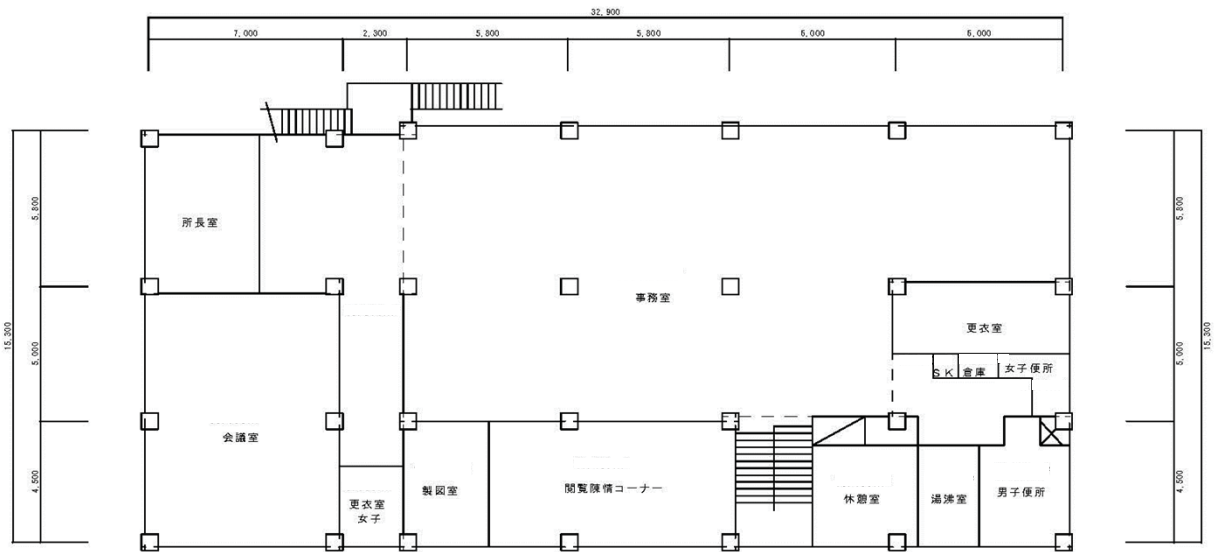 32,900
7,000
2,300
5,800
5,800
6,000
6,000
5,800
5,000
4,500
15,300
5,800
5,000
4,500
15,300
所長室
事務室
更衣室
SK
倉庫
女子便所
会議室
製図室
閲覧陳情コーナー
更衣室
女子
休憩室
湯沸室
男子便所